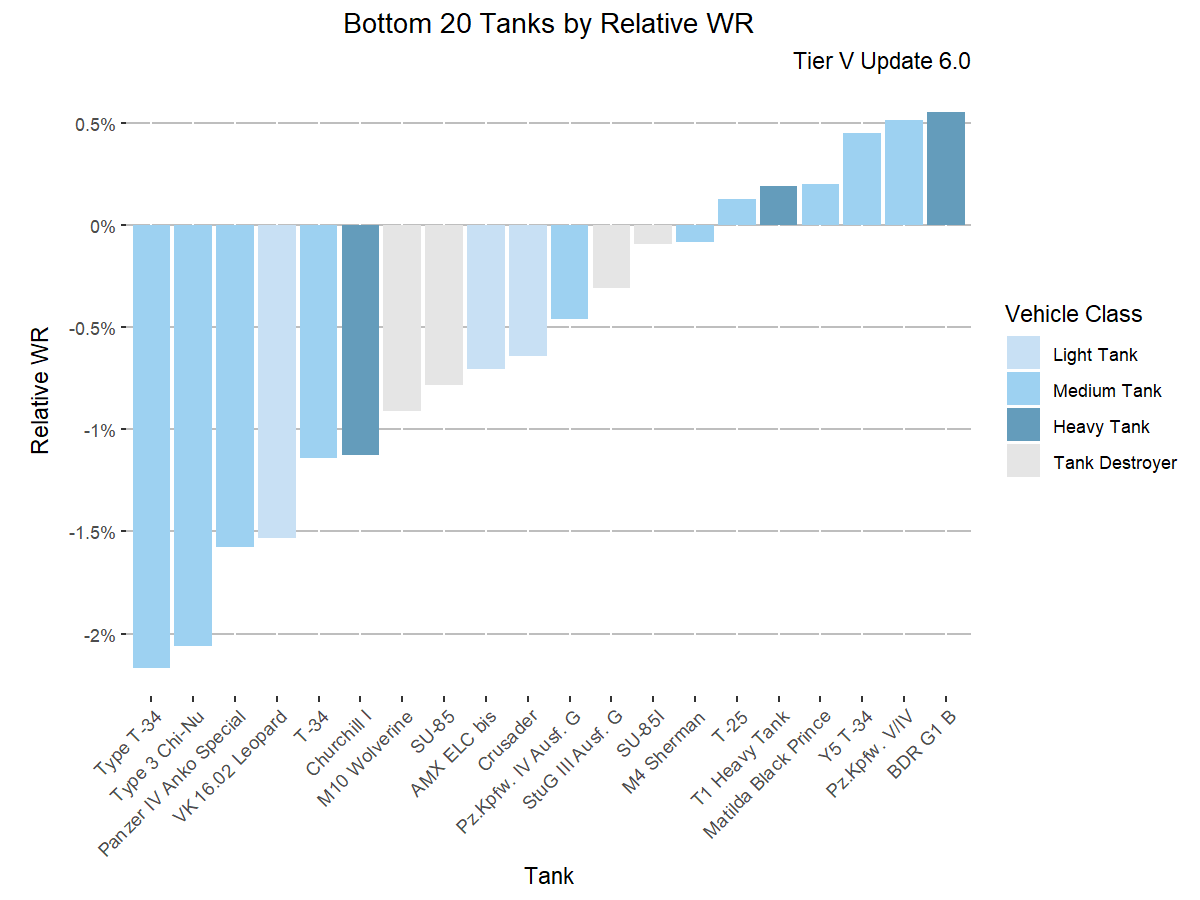 Bottom 20 Tanks by Relative WR
Tier V Update 6.0
0.5%
0%
-0.5%
-1%
-1.5%
-2%
Relative WR
Type T-34
Type 3 Chi-Nu
Panzer IV Anko Special
VK 16.02 Leopard
T-34
Churchill I
M10 Wolverine
SU-85
AMX ELC bis
Crusader
Pz.Kpfw. IV Ausf. G
StuG III Ausf. G
SU-85I
M4 Sherman
T-25
T1 Heavy Tank
Matilda Black Prince
Y5 T-34
Pz.Kpfw. V/IV
BDR G1 B
Tank
Vehicle Class
Light Tank
Medium Tank
Heavy Tank
Tank Destroyer